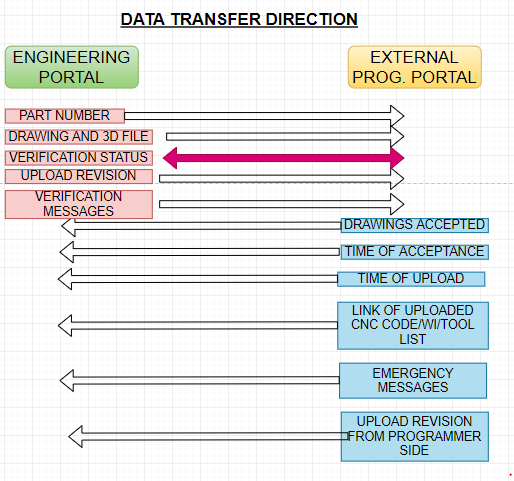 DATA TRANSFER DIRECTION
ENGINEERING
PORTAL
EXTERNAL
PROG. PORTAL
PART NUMBER
DRAWING AND 3D FILE
VERIFICATION STATUS
UPLOAD REVISION
VERIFICATION
MESSAGES
DRAWINGS ACCEPTED
TIME OF ACCEPTANCE
TIME OF UPLOAD
LINK OF UPLOADED
CNC CODE/WI/TOOL
LIST
EMERGENCY
MESSAGES
UPLOAD REVISION
FROM PROGRAMMER
SIDE